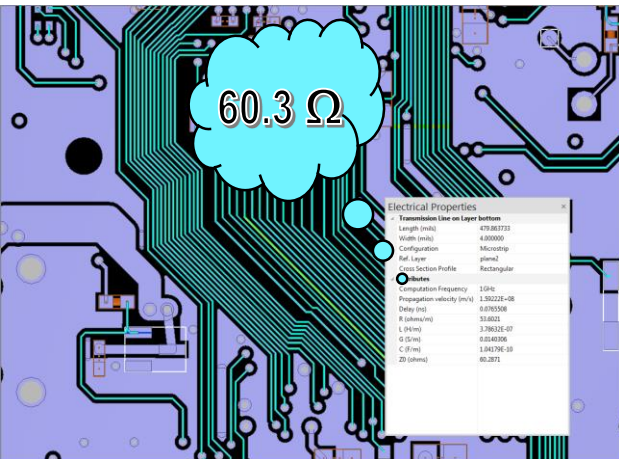 60.3 Ω
Electrical Properties ×
Transmission Line on Layer bottom
Length (mils) 479.863733
Width (mils) 4.000000
Configuration Microstrip
Ref. Layer plane2
Cross Section Profile Rectangular
ributes
Computation Frequency 1GHz
Propagation velocity (m/s) 1.59222E+08
Delay (ns) 0.0765508
R (ohms/m) 53.6021
L (H/m) 3.78632E-07
G (S/m) 0.0140306
C (F/m) 1.04179E-10
Z0 (ohms) 60.2871